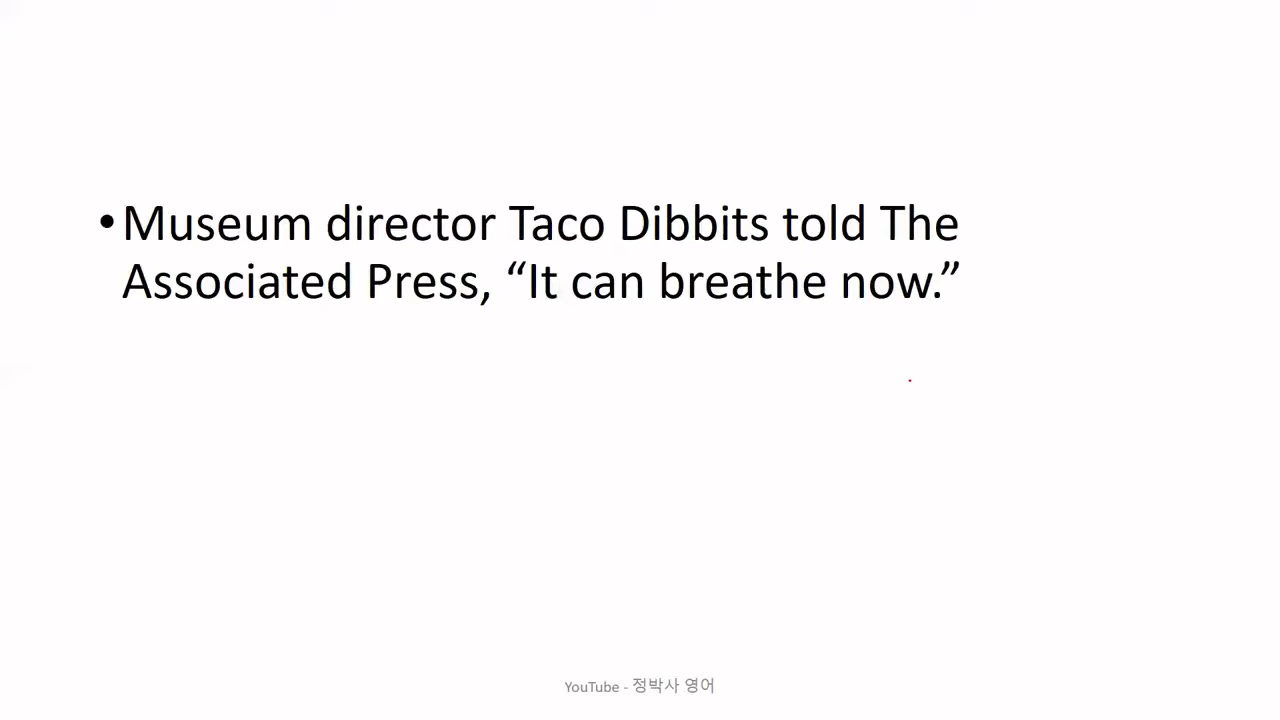 •Museum director Taco Dibbits told The
Associated Press, “It can breathe now.”
YouTube - 정박사 영어